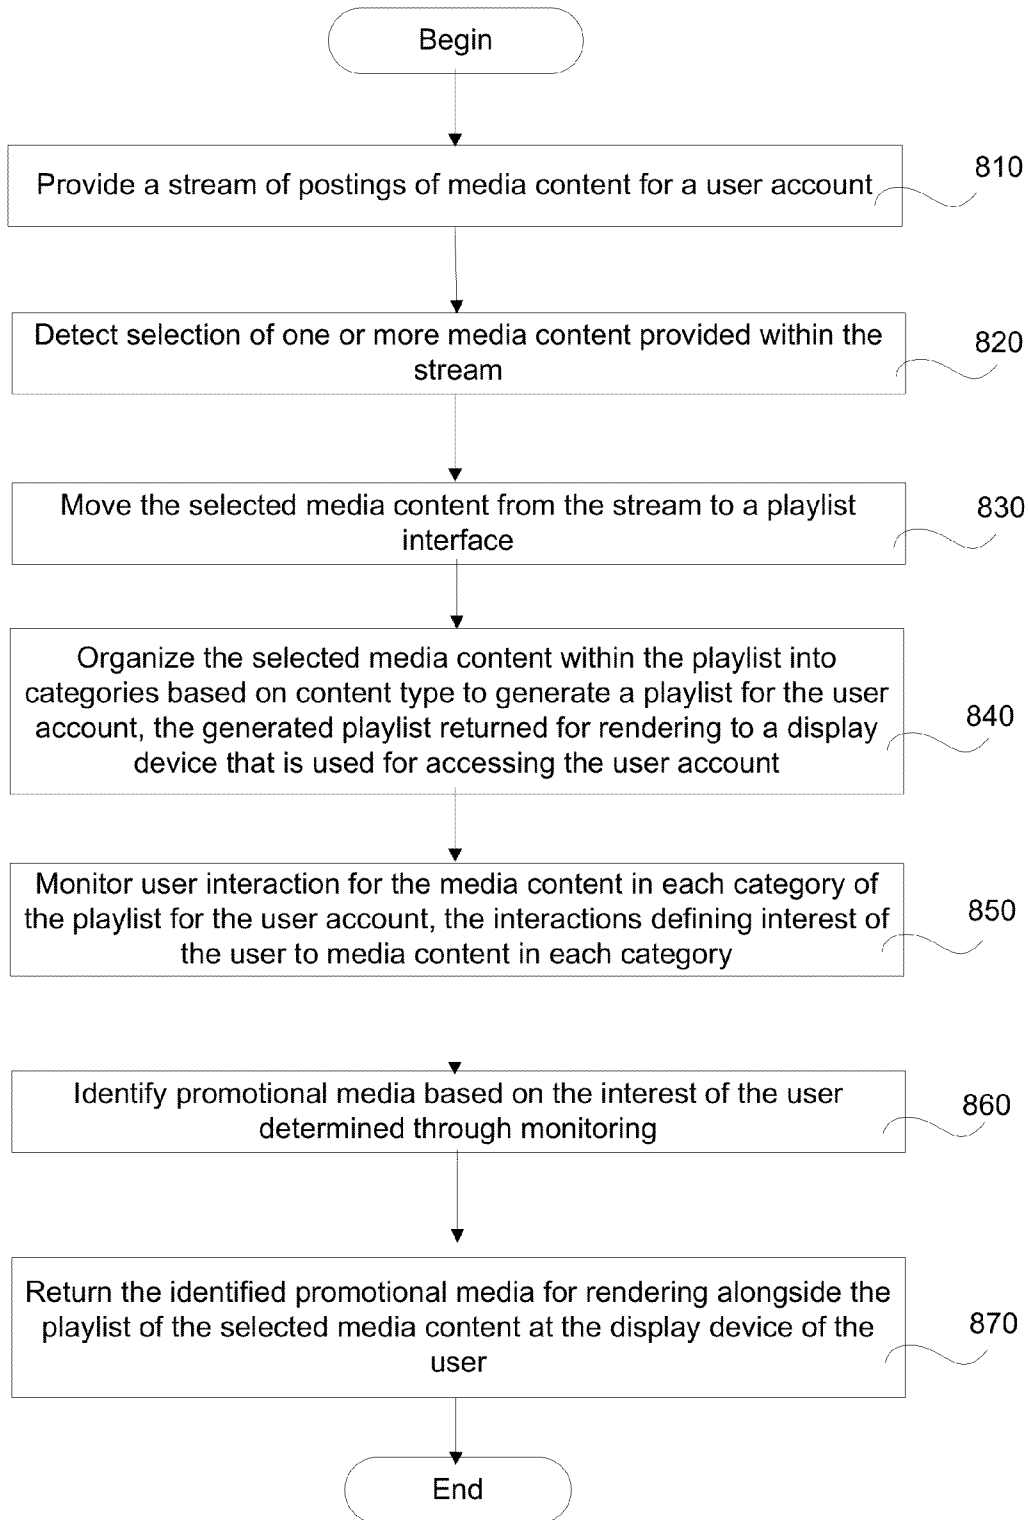 Begin
Provide a stream of postings of media content for a user account
810
Detect selection of one or more media content provided within the
stream
820
Move the selected media content from the stream to a playlist
interface
830
Organize the selected media content within the playlist into
categories based on content type to generate a playlist for the user
account, the generated playlist returned for rendering to a display
device that is used for accessing the user account
840
Monitor user interaction for the media content in each category of
the playlist for the user account, the interactions defining interest of
the user to media content in each category
850
Identify promotional media based on the interest of the user
determined through monitoring
860
Return the identified promotional media for rendering alongside the
playlist of the selected media content at the display device of the
user
870
End